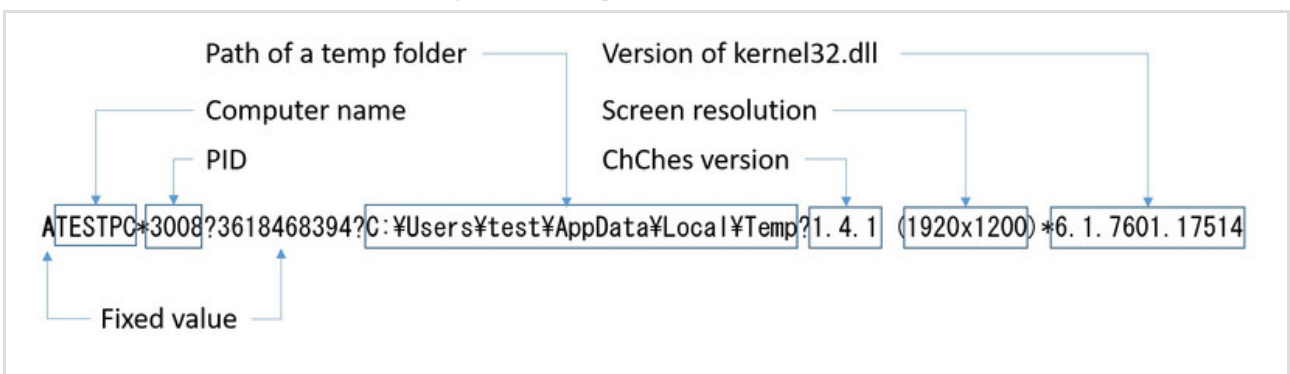 Path of a temp folder Version of kernel32.dll
Computer name Screen resolution
PID ChChes version
ATESTPC*3008?3618468394?C:¥Users¥test¥AppData¥Local¥Temp?1.4.1 (1920x1200)*6.1.7601.17514
Fixed value